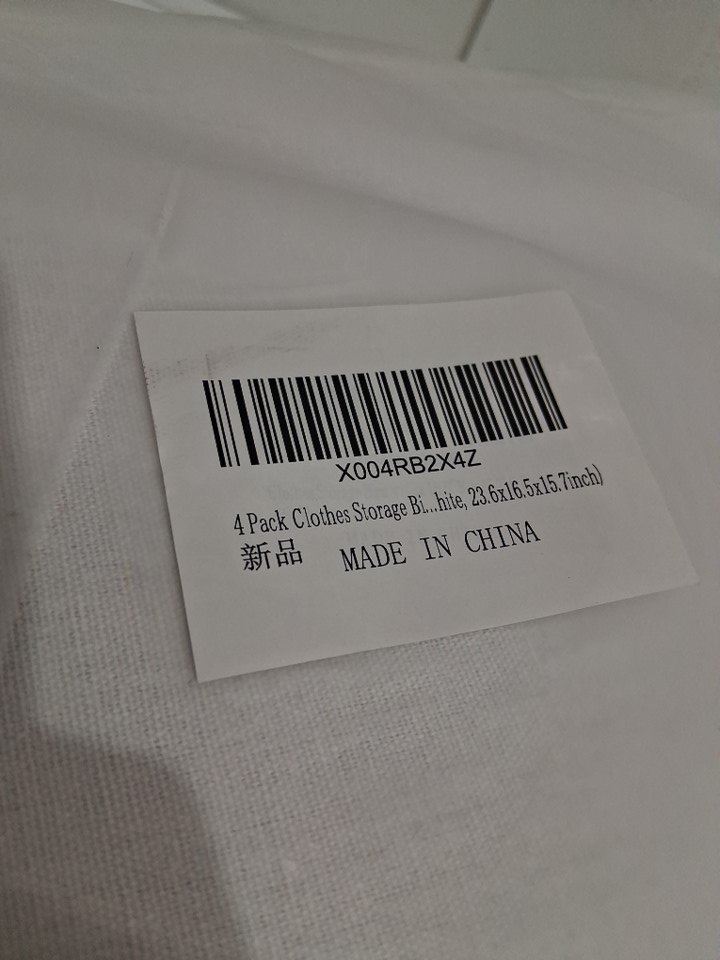 X004RB2X4Z
4 Pack Clothes Storage Bi...hite, 23.6x16.5x15.7inch)
新品 MADE IN CHINA